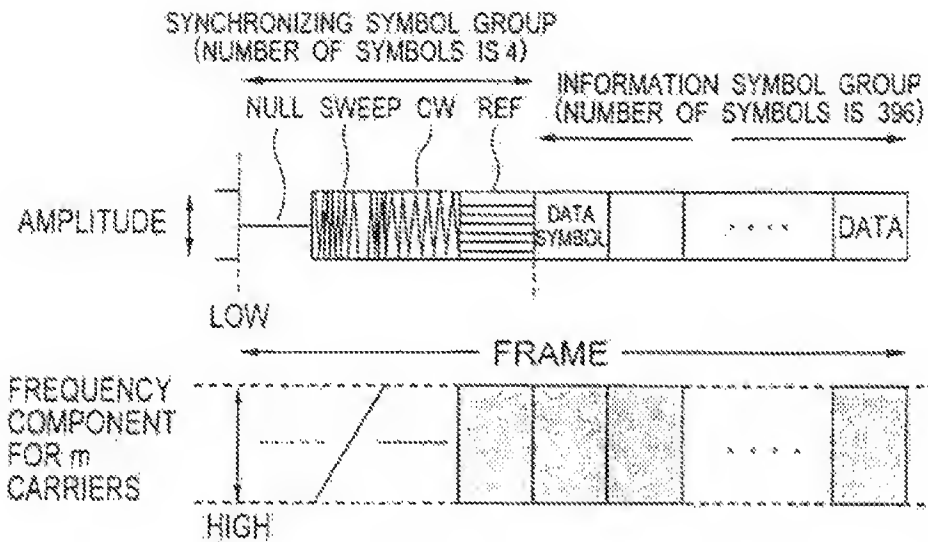 SYNCHRONIZING SYMBOL GROUP
(NUMBER OF SYMBOLS IS 4)
INFORMATION SYMBOL GROUP
(NUMBER OF SYMBOLS IS 396)
NULL SWEEP CW REF
AMPLITUDE
DATA
SYMBOL
. . . .
DATA
LOW
FRAME
FREQUENCY
COMPONENT
FOR m
CARRIERS
. . . .
HIGH